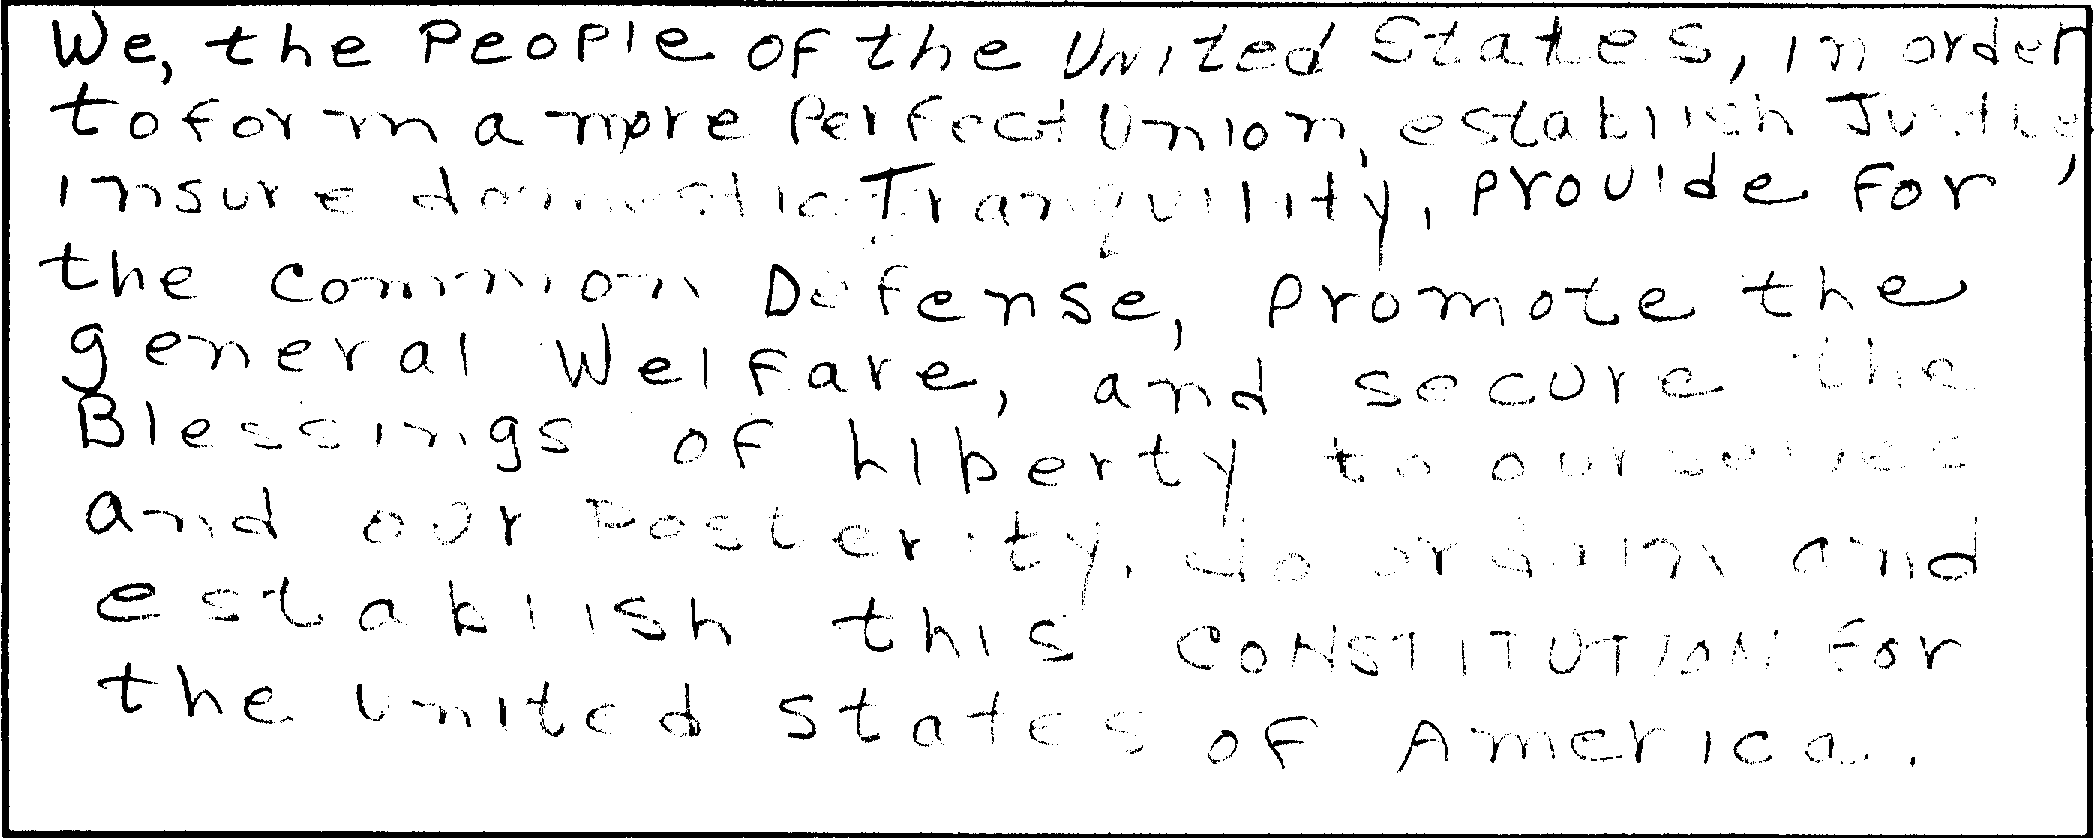 We, the People of the United States, in order
to form a more Perfect Union, establish Justice,
insure domestic Tranquility, provide for
the common Defense, promote the
general Welfare, and secure the
Blessings of Liberty to ourselves
and our Posterity, do ordain and
establish this CONSTITUTION for
the United States of America.